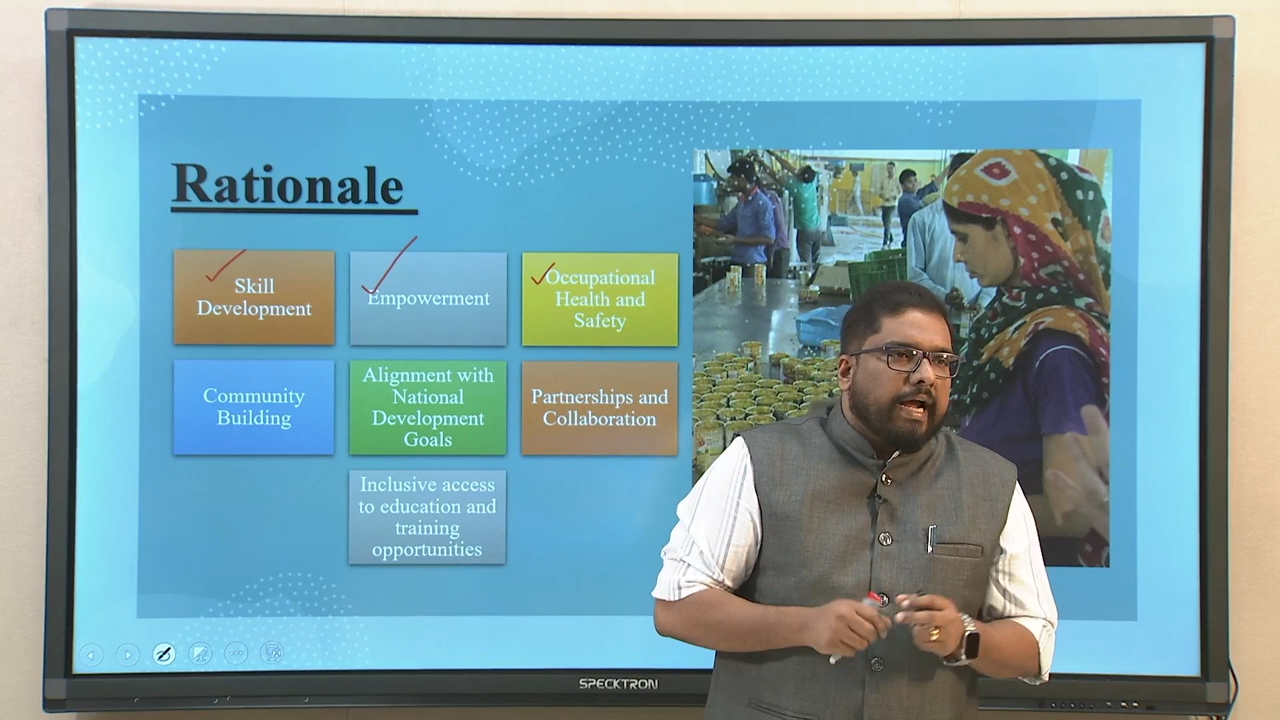 Rationale
Skill
Development
Empowerment
Occupational
Health and
Safety
Community
Building
Alignment with
National
Development
Goals
Partnerships and
Collaboration
Inclusive access
to education and
training
opportunities
SPECKTRON